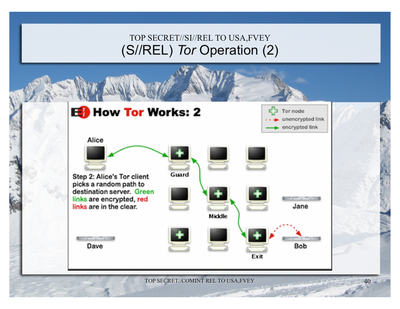 TOP SECRET//SI//REL TO USA,FVEY
(S//REL) Tor Operation (2)
E How Tor Works: 2
Tor node
unencrypted link
encrypted link
Alice
Step 2: Alice's Tor client
picks a random path to
destination server. Green
links are encrypted, red
links are in the clear.
Guard
Middle
Exit
Jane
Dave
Bob
TOP SECRET//COMINT REL TO USA,FVEY
40